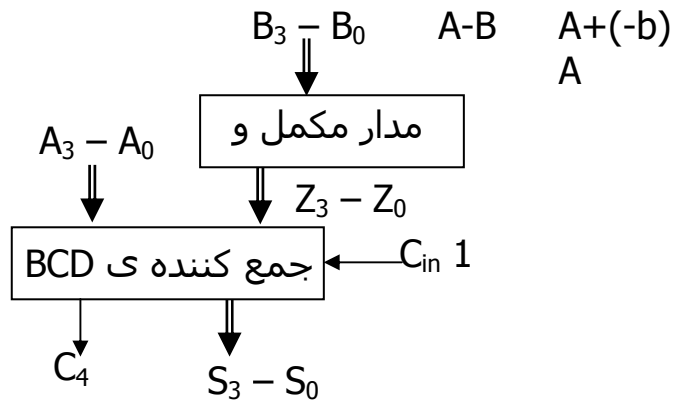 B₃ – B₀ A-B A+(-b)
A
مدار مکمل و
A₃ – A₀
Z₃ – Z₀
جمع کننده ی BCD
Cᵢₙ 1
C₄
S₃ – S₀